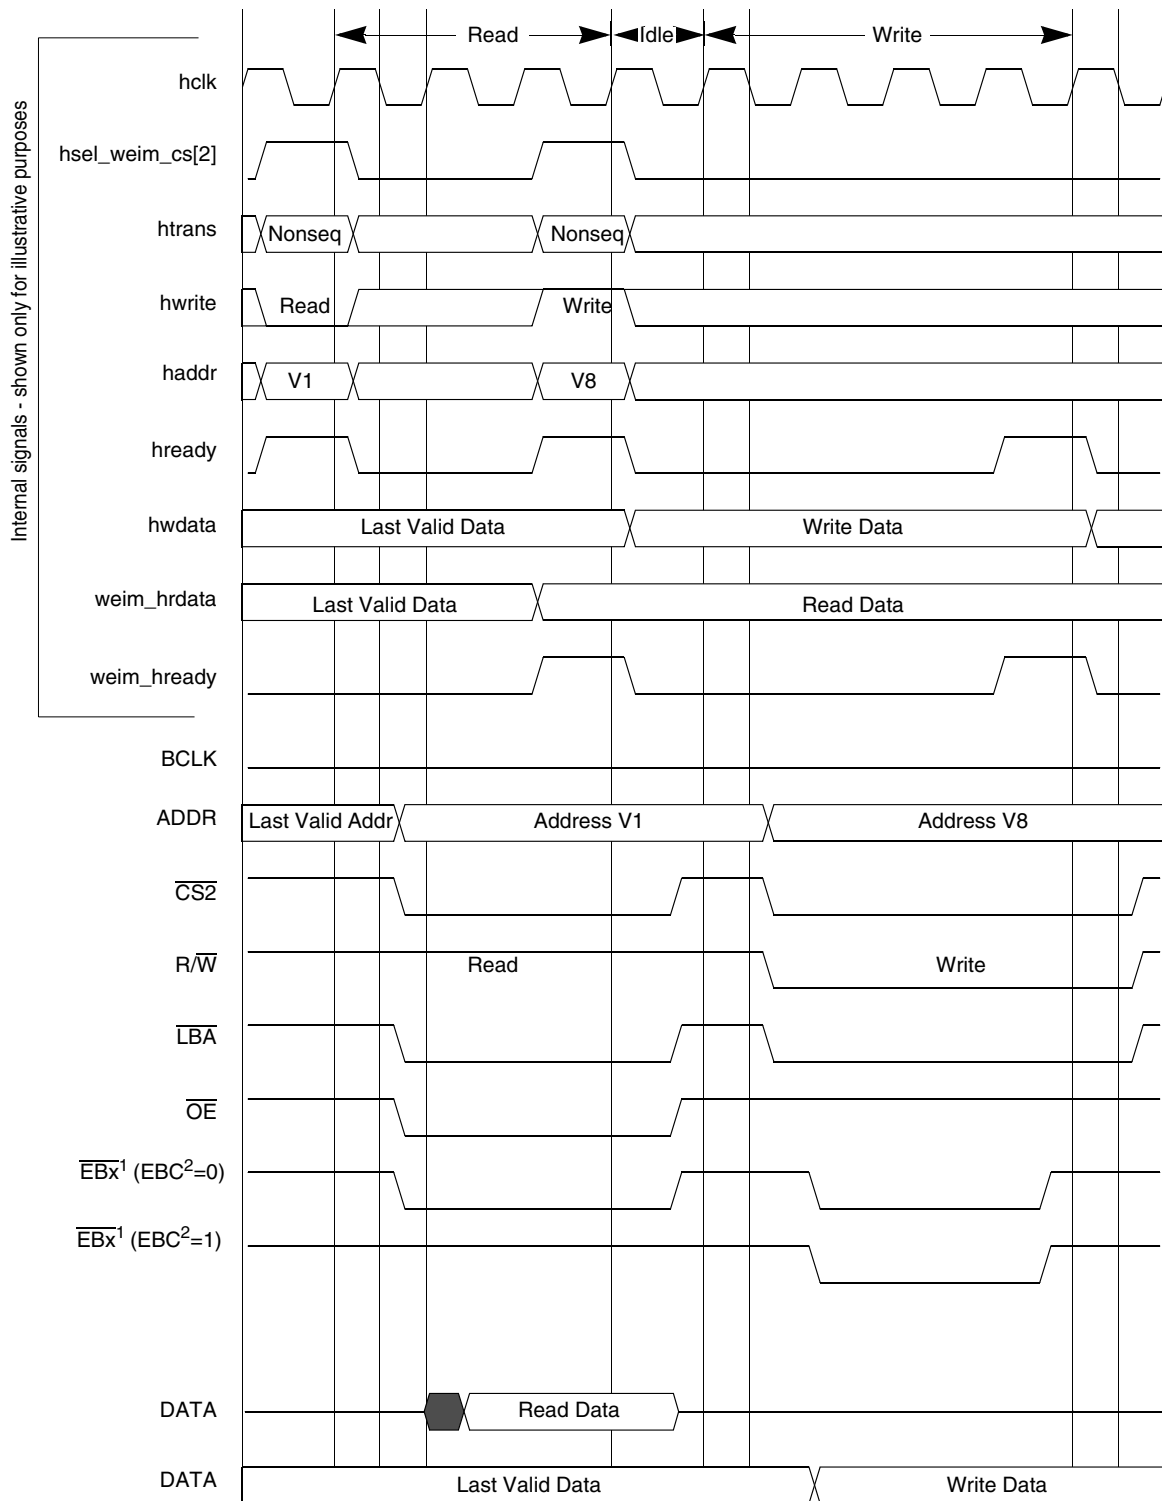 Read Idle Write
hclk
hsel_weim_cs[2]
htrans Nonseq Nonseq
hwrite Read Write
haddr V1 V8
hready
hwdata Last Valid Data Write Data
weim_hrdata Last Valid Data Read Data
weim_hready
Internal signals - shown only for illustrative purposes
BCLK
ADDR Last Valid Addr Address V1 Address V8
CS2
R/W Read Write
LBA
OE
EBx¹ (EBC²=0)
EBx¹ (EBC²=1)
DATA Read Data
DATA Last Valid Data Write Data